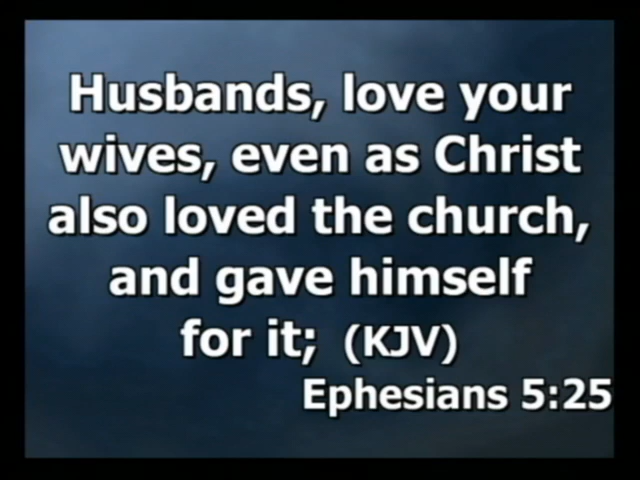 Husbands, love your
wives, even as Christ
also loved the church,
and gave himself
for it; (KJV)
Ephesians 5:25